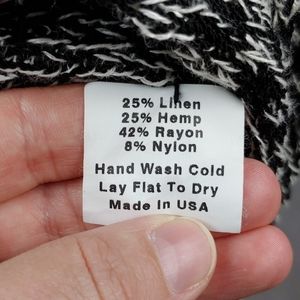 25% Linen
25% Hemp
42% Rayon
8% Nylon
Hand Wash Cold
Lay Flat To Dry
Made In USA